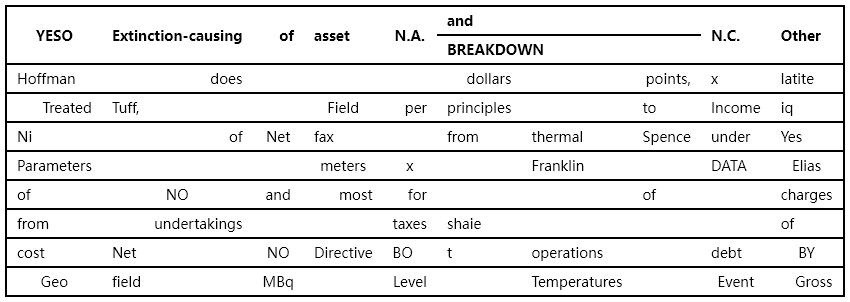 and
YESO Extinction-causing of asset N.A. N.C. Other
BREAKDOWN
Hoffman does dollars points, x latite
Treated Tuff, Field per principles to Income iq
Ni of Net fax from thermal Spence under Yes
Parameters meters x Franklin DATA Elias
of NO and most for of charges
from undertakings taxes shaie of
cost Net NO Directive BO t operations debt BY
Geo field MBq Level Temperatures Event Gross